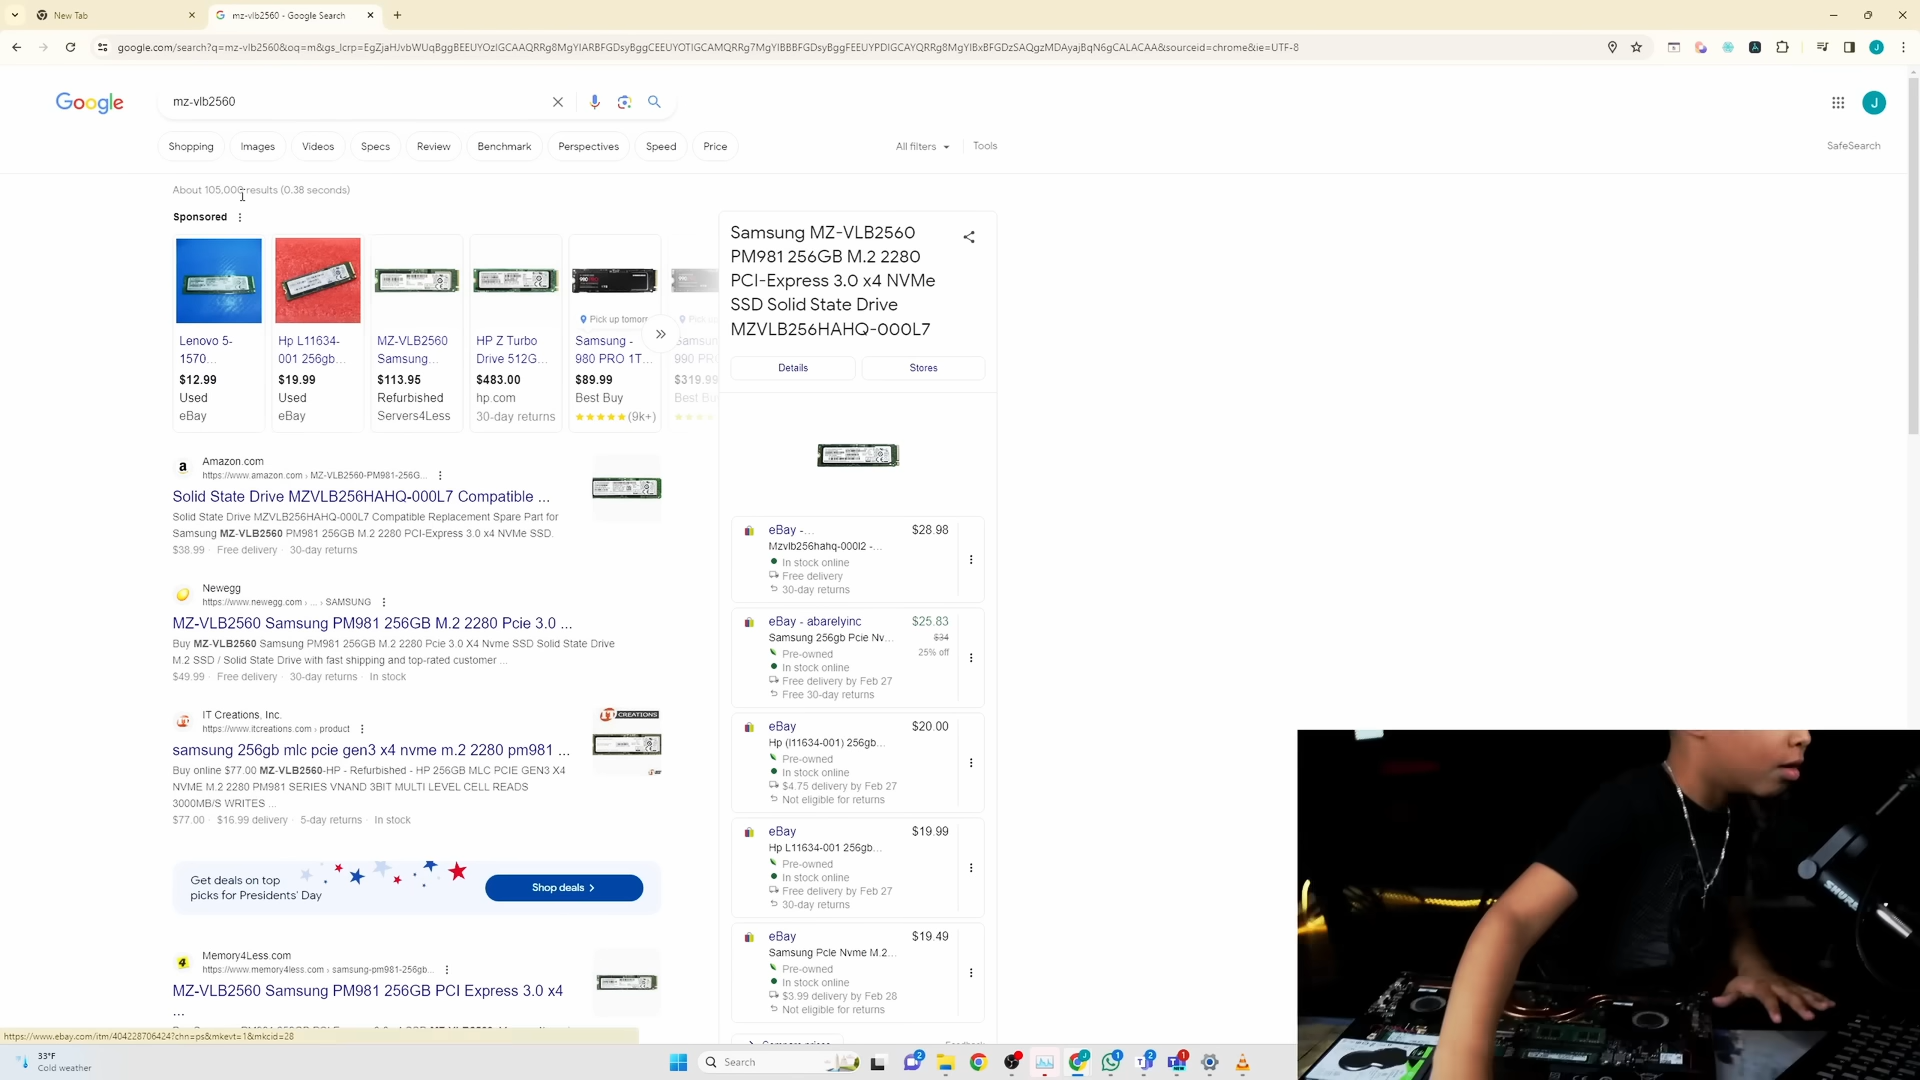 New Tab
mz-vlb2560 - Google Search
google.com/search?q=mz-vlb2560&oq=m&gs_lcrp=EgZjaHJvbWUqBggBEEUYOzIGCAAQRRg8MgYIARBFGDsyBggCEEUYOTIGCAMQRRg7MgYIBBBFGDsyBggFEEUYPDIGCAYQRRg8MgYIBxBFGDzSAQgzMDAyajBqN6gCALACAA&sourceid=chrome&ie=UTF-8
Google
mz-vlb2560
J
Shopping
Images
Videos
Specs
Review
Benchmark
Perspectives
Speed
Price
All filters
Tools
SafeSearch
About 105,000 results (0.38 seconds)
Sponsored
Lenovo 5-
1570...
$12.99
Used
eBay
Hp L11634-
001 256gb...
$19.99
Used
eBay
MZ-VLB2560
Samsung...
$113.95
Refurbished
Servers4Less
HP Z Turbo
Drive 512G...
$483.00
hp.com
30-day returns
Pick up tomorr
Samsung -
980 PRO 1T...
$89.99
Best Buy
(9k+)
Samsun
990 PRO
$319.99
Best Bu
Amazon.com
https://www.amazon.com › MZ-VLB2560-PM981-256G...
Solid State Drive MZVLB256HAHQ-000L7 Compatible ...
Solid State Drive MZVLB256HAHQ-000L7 Compatible Replacement Spare Part for
Samsung MZ-VLB2560 PM981 256GB M.2 2280 PCI-Express 3.0 x4 NVMe SSD.
$38.99 · Free delivery · 30-day returns
Newegg
https://www.newegg.com › ... › SAMSUNG
MZ-VLB2560 Samsung PM981 256GB M.2 2280 Pcie 3.0 ...
Buy MZ-VLB2560 Samsung PM981 256GB M.2 2280 Pcie 3.0 X4 Nvme SSD Solid State Drive
M.2 SSD / Solid State Drive with fast shipping and top-rated customer ...
$49.99 · Free delivery · 30-day returns · In stock
IT Creations, Inc.
https://www.itcreations.com › product
samsung 256gb mlc pcie gen3 x4 nvme m.2 2280 pm981 ...
Buy online $77.00 MZ-VLB2560-HP - Refurbished - HP 256GB MLC PCIE GEN3 X4
NVME M.2 2280 PM981 SERIES VNAND 3BIT MULTI LEVEL CELL READS
3000MB/S WRITES ...
$77.00 · $16.99 delivery · 5-day returns · In stock
CREATIONS
Get deals on top
picks for Presidents' Day
Shop deals
Memory4Less.com
https://www.memory4less.com › samsung-pm981-256gb...
MZ-VLB2560 Samsung PM981 256GB PCI Express 3.0 x4
...
https://www.ebay.com/itm/404228706424?chn=ps&mkevt=1&mkcid=28
Samsung MZ-VLB2560
PM981 256GB M.2 2280
PCI-Express 3.0 x4 NVMe
SSD Solid State Drive
MZVLB256HAHQ-000L7
Details
Stores
eBay -...
$28.98
Mzvlb256hahq-000l2 -...
In stock online
Free delivery
30-day returns
eBay - abarelyinc
$25.83
Samsung 256gb Pcie Nv...
$34
Pre-owned
25% off
In stock online
Free delivery by Feb 27
Free 30-day returns
eBay
$20.00
Hp (l11634-001) 256gb...
Pre-owned
In stock online
$4.75 delivery by Feb 27
Not eligible for returns
eBay
$19.99
Hp L11634-001 256gb...
Pre-owned
In stock online
Free delivery by Feb 27
30-day returns
eBay
$19.49
Samsung PcIe Nvme M.2...
Pre-owned
In stock online
$3.99 delivery by Feb 28
Not eligible for returns
Compare prices
Feedback
SHURE
33°F
Cold weather
Search